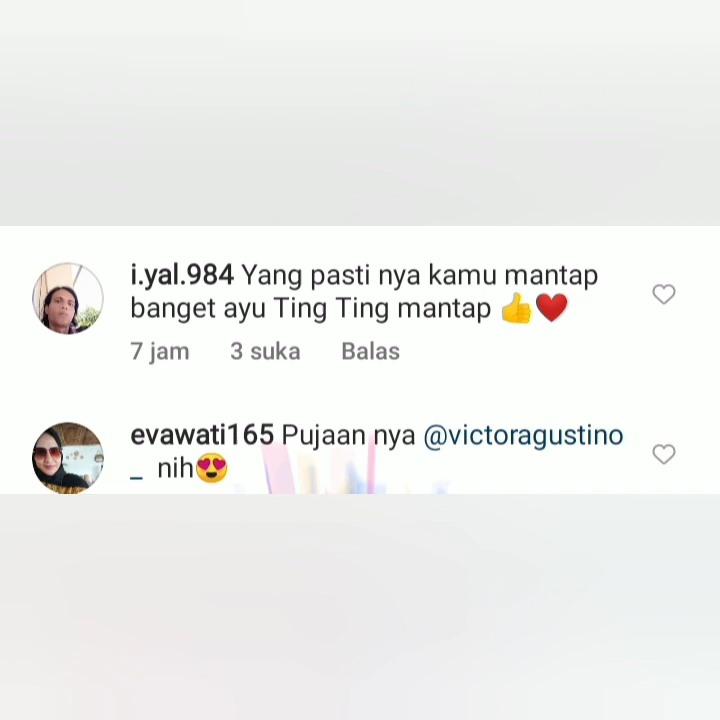 i.yal.984 Yang pasti nya kamu mantap
banget ayu Ting Ting mantap 👍❤️
7 jam 3 suka Balas
evawati165 Pujaan nya @victoragustino
_ nih😍